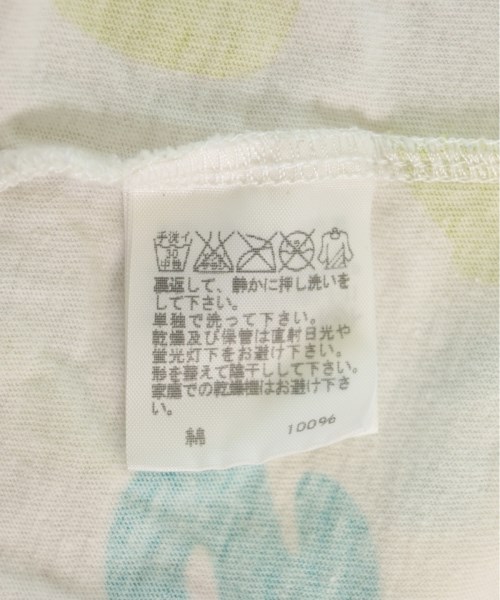 手洗イ
30
中性
裏返して、静かに押し洗いを
して下さい。
単独で洗って下さい。
乾燥及び保管は直射日光や
蛍光灯下をお避け下さい。
形を整えて陰干しして下さい。
家庭での乾燥機はお避け下さ
い。
綿
10096